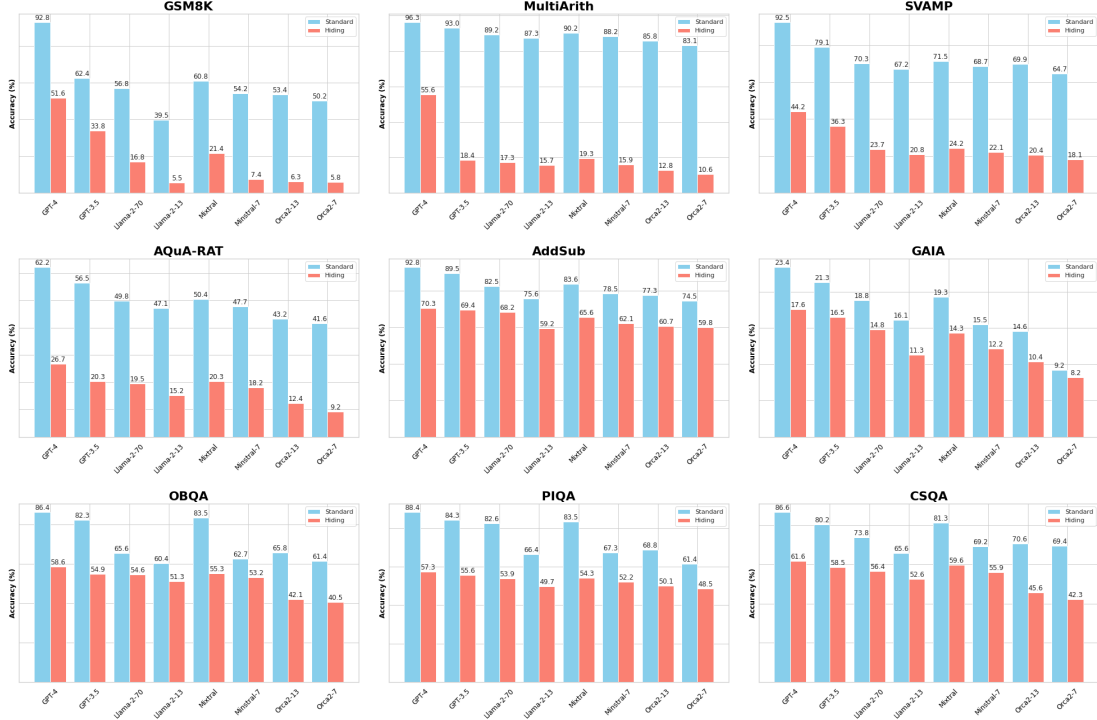 GSM8K
92.8
62.4
56.8
39.5
60.8
54.2
53.4
50.2
51.6
33.8
16.8
5.5
21.4
7.4
6.3
5.8
Accuracy (%)
Standard
Hiding
GPT-4
GPT-3.5
Llama-2-70
Llama-2-13
Mixtral
Minstral-7
Orca2-13
Orca2-7
MultiArith
96.3
93.0
89.2
87.3
90.2
88.2
85.8
83.1
55.6
18.4
17.3
15.7
19.3
15.9
12.8
10.6
Accuracy (%)
Standard
Hiding
GPT-4
GPT-3.5
Llama-2-70
Llama-2-13
Mixtral
Minstral-7
Orca2-13
Orca2-7
SVAMP
92.5
79.1
70.3
67.2
71.5
68.7
69.9
64.7
44.2
36.3
23.7
20.8
24.2
22.1
20.4
18.1
Accuracy (%)
Standard
Hiding
GPT-4
GPT-3.5
Llama-2-70
Llama-2-13
Mixtral
Minstral-7
Orca2-13
Orca2-7
AQuA-RAT
62.2
56.5
49.8
47.1
50.4
47.7
43.2
41.6
26.7
20.3
19.5
15.2
20.3
18.2
12.4
9.2
Accuracy (%)
Standard
Hiding
GPT-4
GPT-3.5
Llama-2-70
Llama-2-13
Mixtral
Minstral-7
Orca2-13
Orca2-7
AddSub
92.8
89.5
82.5
75.6
83.6
78.5
77.3
74.5
70.3
69.4
68.2
59.2
65.6
62.1
60.7
59.8
Accuracy (%)
Standard
Hiding
GPT-4
GPT-3.5
Llama-2-70
Llama-2-13
Mixtral
Minstral-7
Orca2-13
Orca2-7
GAIA
23.4
21.3
18.8
16.1
19.3
15.5
14.6
9.2
17.6
16.5
14.8
11.3
14.3
12.2
10.4
8.2
Accuracy (%)
Standard
Hiding
GPT-4
GPT-3.5
Llama-2-70
Llama-2-13
Mixtral
Minstral-7
Orca2-13
Orca2-7
OBQA
86.4
82.3
65.6
60.4
83.5
62.7
65.8
61.4
58.6
54.9
54.6
51.3
55.3
53.2
42.1
40.5
Accuracy (%)
Standard
Hiding
GPT-4
GPT-3.5
Llama-2-70
Llama-2-13
Mixtral
Minstral-7
Orca2-13
Orca2-7
PIQA
88.4
84.3
82.6
66.4
83.5
67.3
68.8
61.4
57.3
55.6
53.9
49.7
54.3
52.2
50.1
48.5
Accuracy (%)
Standard
Hiding
GPT-4
GPT-3.5
Llama-2-70
Llama-2-13
Mixtral
Minstral-7
Orca2-13
Orca2-7
CSQA
86.6
80.2
73.8
65.6
81.3
69.2
70.6
69.4
61.6
58.5
56.4
52.6
59.6
55.9
45.6
42.3
Accuracy (%)
Standard
Hiding
GPT-4
GPT-3.5
Llama-2-70
Llama-2-13
Mixtral
Minstral-7
Orca2-13
Orca2-7